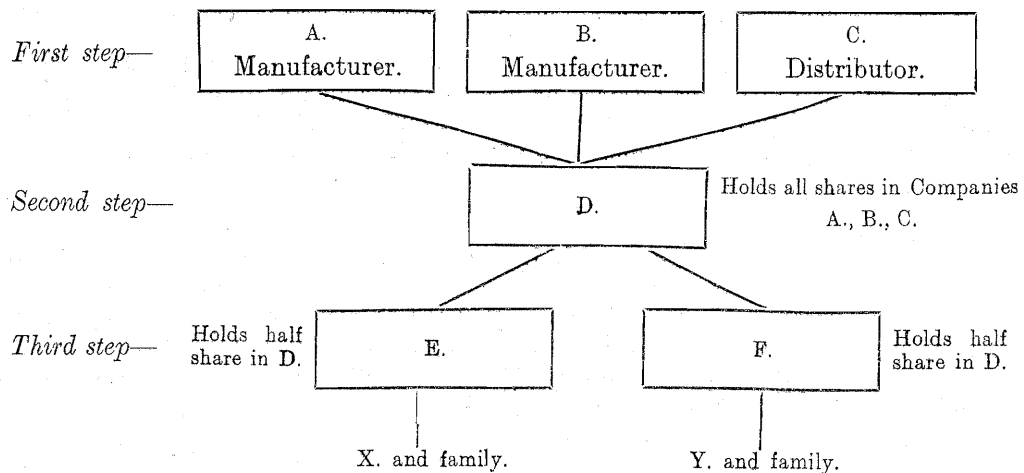 First step—
A.
Manufacturer.
B.
Manufacturer.
C.
Distributor.
Second step—
D.
Holds all shares in Companies
A., B., C.
Third step—
Holds half
share in D.
E.
F.
Holds half
share in D.
X. and family.
Y. and family.